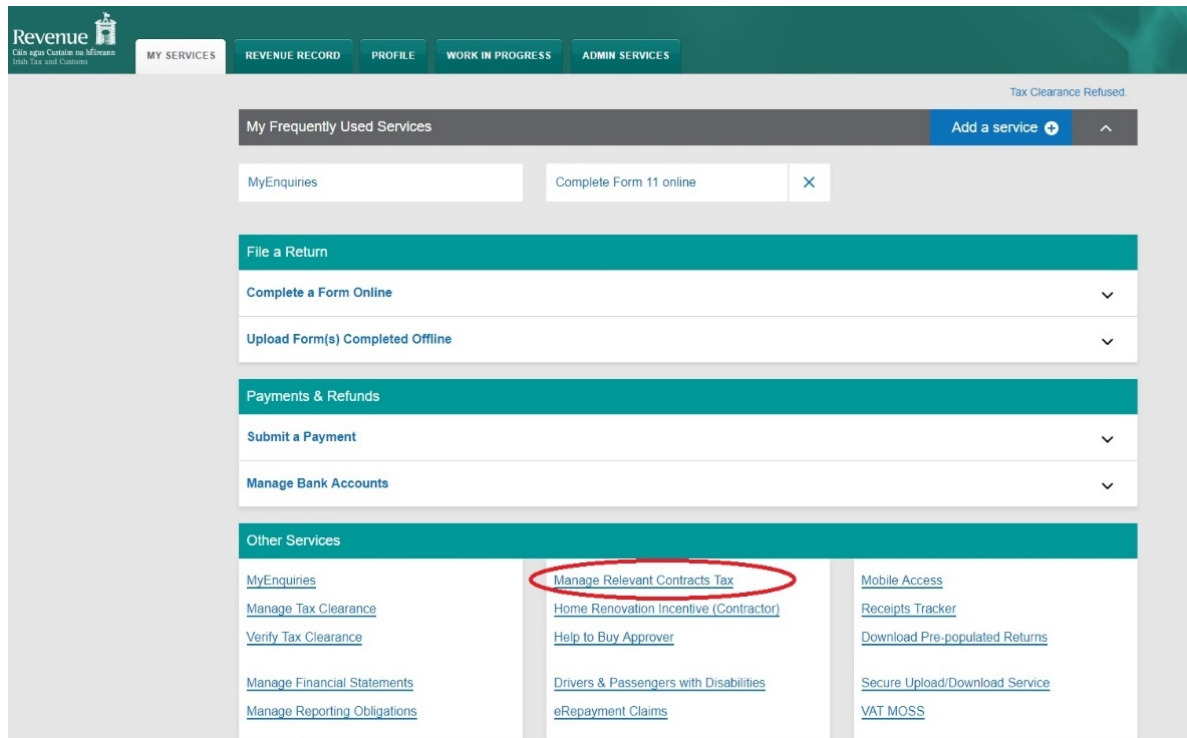 Revenue
Cáin agus Custaim na hÉireann
Irish Tax and Customs
MY SERVICES
REVENUE RECORD
PROFILE
WORK IN PROGRESS
ADMIN SERVICES
Tax Clearance Refused.
My Frequently Used Services
Add a service
MyEnquiries
Complete Form 11 online
File a Return
Complete a Form Online
Upload Form(s) Completed Offline
Payments & Refunds
Submit a Payment
Manage Bank Accounts
Other Services
MyEnquiries
Manage Tax Clearance
Verify Tax Clearance
Manage Financial Statements
Manage Reporting Obligations
Manage Relevant Contracts Tax
Home Renovation Incentive (Contractor)
Help to Buy Approver
Drivers & Passengers with Disabilities
eRepayment Claims
Mobile Access
Receipts Tracker
Download Pre-populated Returns
Secure Upload/Download Service
VAT MOSS